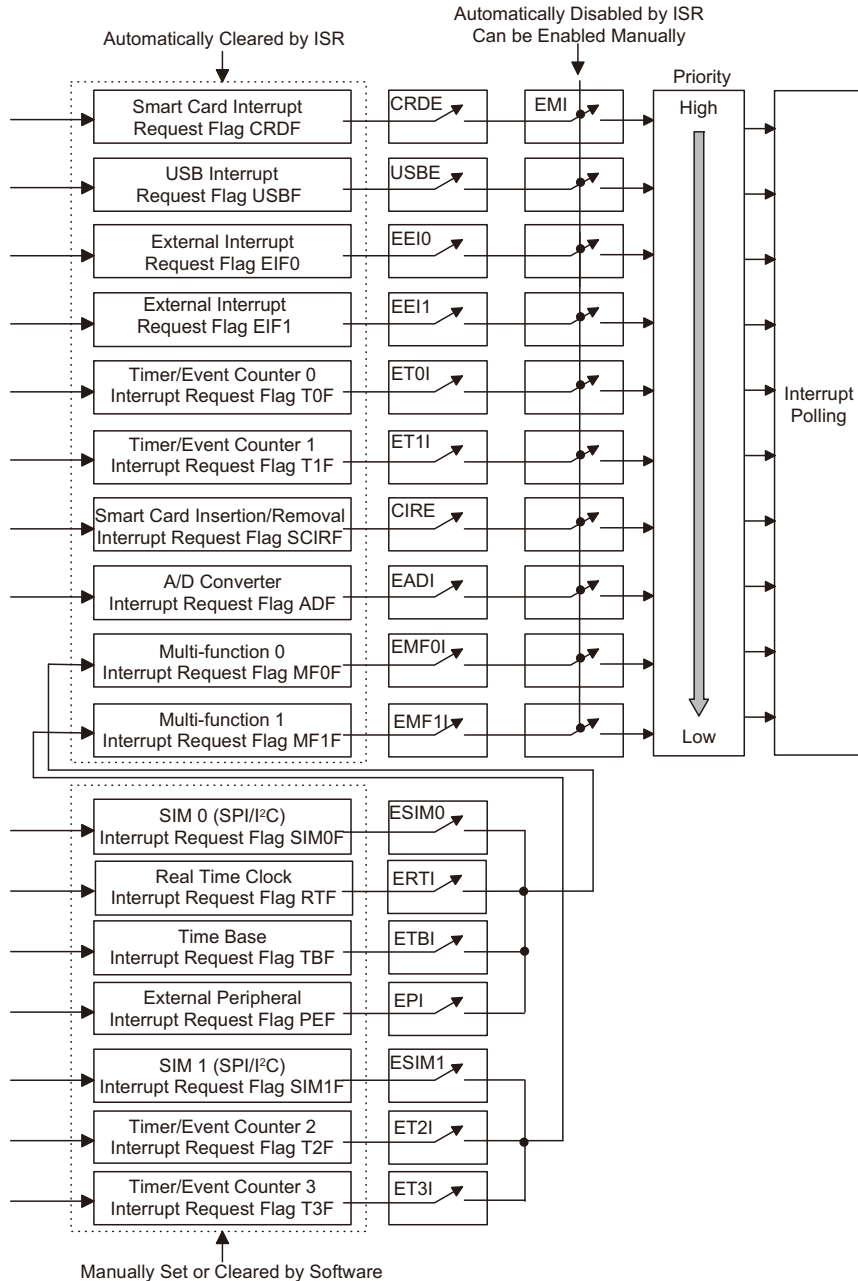 Automatically Cleared by ISR
Automatically Disabled by ISR
Can be Enabled Manually
Priority
Smart Card Interrupt
Request Flag CRDF
CRDE
EMI
High
USB Interrupt
Request Flag USBF
USBE
External Interrupt
Request Flag EIF0
EEI0
External Interrupt
Request Flag EIF1
EEI1
Timer/Event Counter 0
Interrupt Request Flag T0F
ET0I
Interrupt
Polling
Timer/Event Counter 1
Interrupt Request Flag T1F
ET1I
Smart Card Insertion/Removal
Interrupt Request Flag SCIRF
CIRE
A/D Converter
Interrupt Request Flag ADF
EADI
Multi-function 0
Interrupt Request Flag MF0F
EMF0I
Multi-function 1
Interrupt Request Flag MF1F
EMF1I
Low
SIM 0 (SPI/I²C)
Interrupt Request Flag SIM0F
ESIM0
Real Time Clock
Interrupt Request Flag RTF
ERTI
Time Base
Interrupt Request Flag TBF
ETBI
External Peripheral
Interrupt Request Flag PEF
EPI
SIM 1 (SPI/I²C)
Interrupt Request Flag SIM1F
ESIM1
Timer/Event Counter 2
Interrupt Request Flag T2F
ET2I
Timer/Event Counter 3
Interrupt Request Flag T3F
ET3I
Manually Set or Cleared by Software